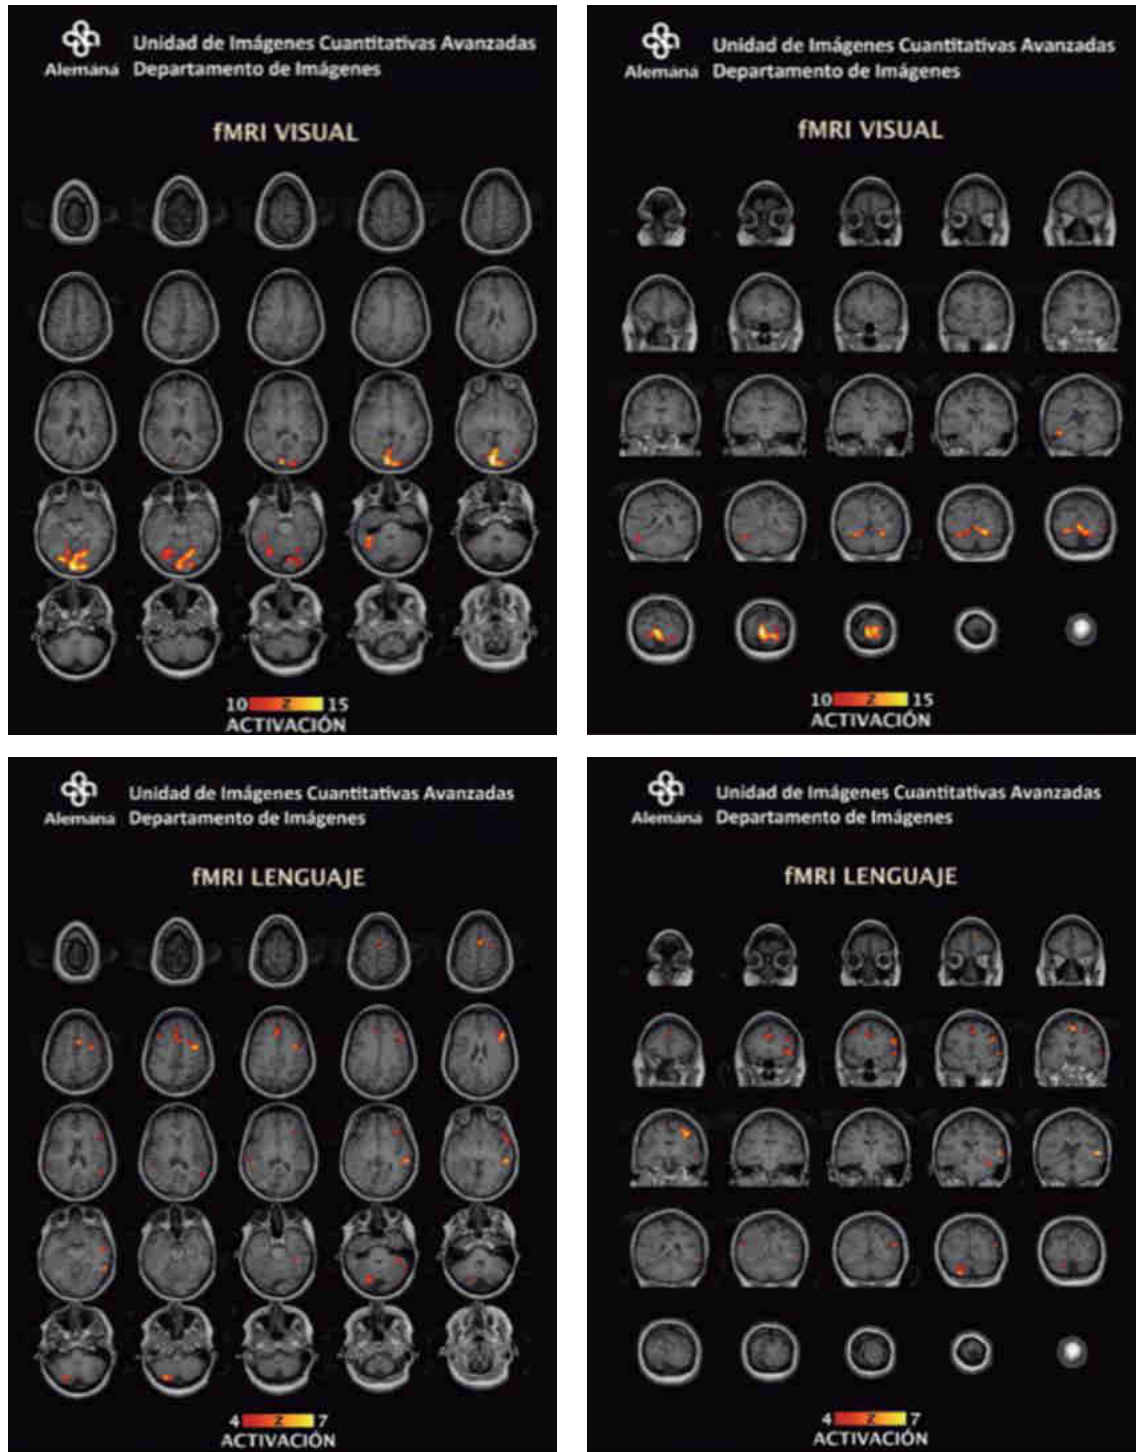 Alemana
Unidad de Imágenes Cuantitativas Avanzadas
Departamento de Imágenes
fMRI VISUAL
10 Z 15
ACTIVACIÓN
Alemana
Unidad de Imágenes Cuantitativas Avanzadas
Departamento de Imágenes
fMRI VISUAL
10 Z 15
ACTIVACIÓN
Alemana
Unidad de Imágenes Cuantitativas Avanzadas
Departamento de Imágenes
fMRI LENGUAJE
4 Z 7
ACTIVACIÓN
Alemana
Unidad de Imágenes Cuantitativas Avanzadas
Departamento de Imágenes
fMRI LENGUAJE
4 Z 7
ACTIVACIÓN